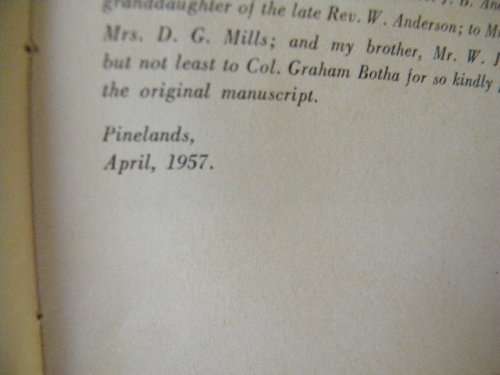 granddaughter of the late Rev. W. Anderson; to
Mrs. D. G. Mills; and my brother, Mr. W.
but not least to Col. Graham Botha for so kindly
the original manuscript.
Pinelands,
April, 1957.